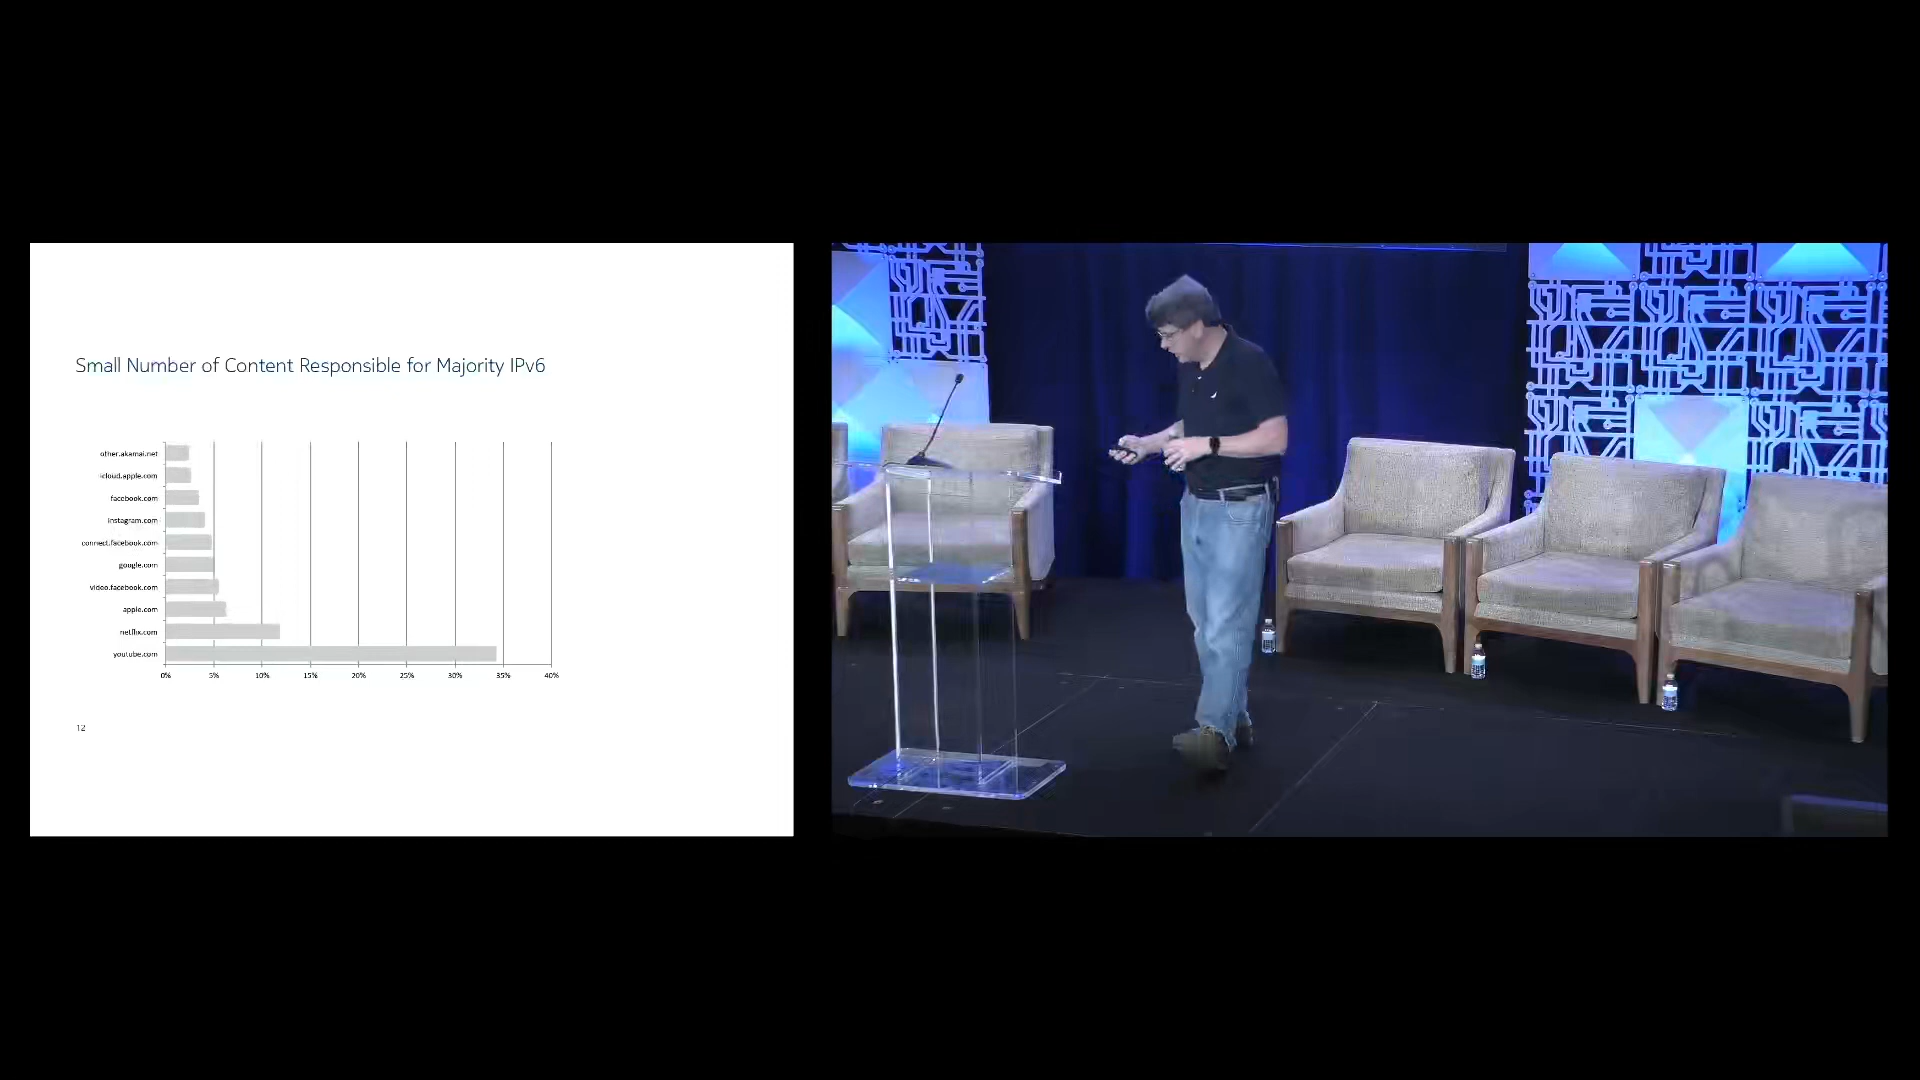 Small Number of Content Responsible for Majority IPv6
other.akamai.net
icloud.apple.com
facebook.com
instagram.com
connect.facebook.com
google.com
video.facebook.com
apple.com
netflix.com
youtube.com
0% 5% 10% 15% 20% 25% 30% 35% 40%
12